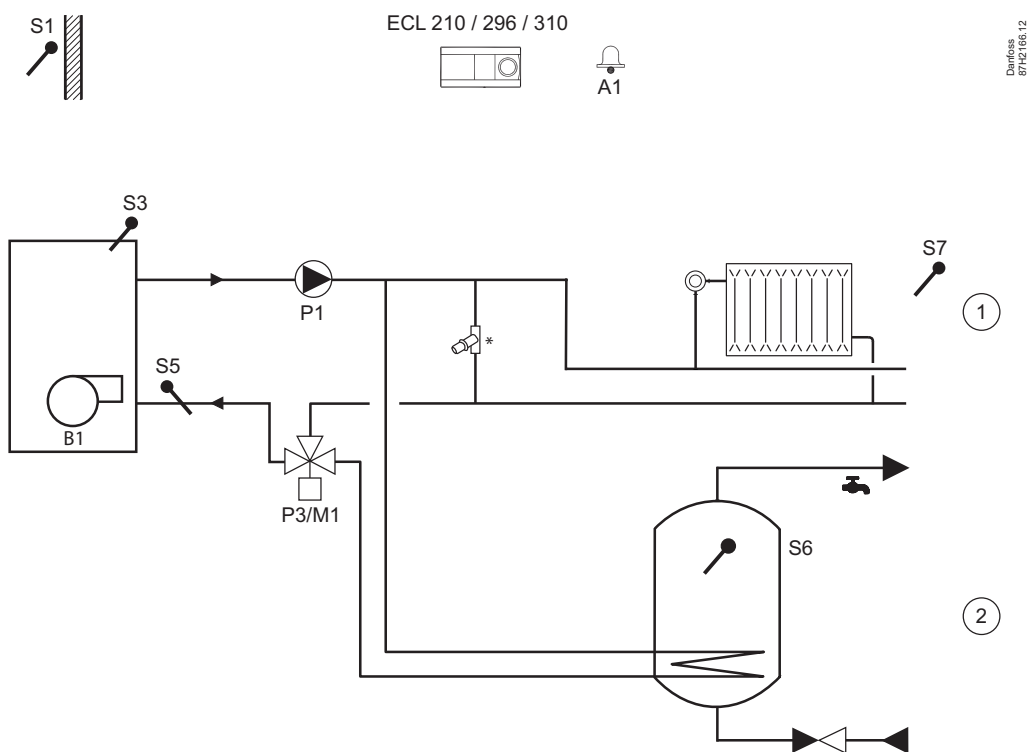 S1
ECL 210 / 296 / 310
A1
Danfoss
87H2166.12
S3
P1
S7
1
*
S5
B1
P3/M1
S6
2